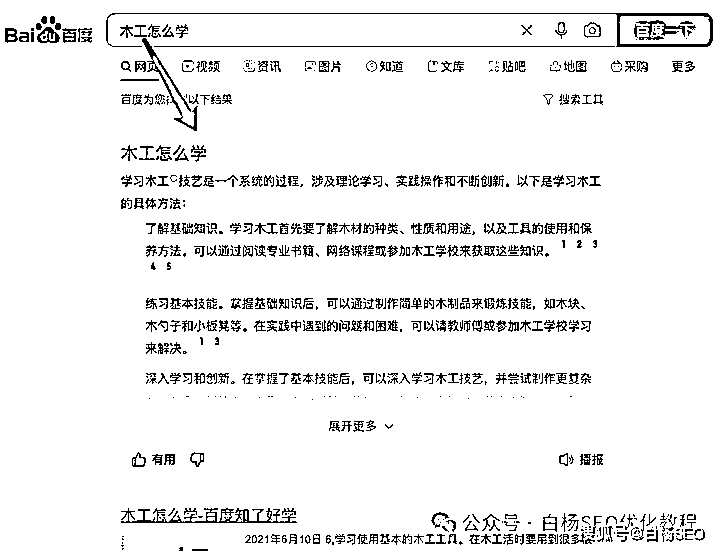 Bai du 百度 木工怎么学 百度一下
网页 视频 资讯 图片 知道 文库 贴吧 地图 采购 更多
百度为您 以下结果 搜索工具
木工怎么学
学习木工技艺是一个系统的过程，涉及理论学习、实践操作和不断创新。以下是学习木工
的具体方法：
了解基础知识。学习木工首先要了解木材的种类、性质和用途，以及工具的使用和保
养方法。可以通过阅读专业书籍、网络课程或参加木工学校来获取这些知识。 1 2 3
4 5
练习基本技能。掌握基础知识后，可以通过制作简单的木制品来锻炼技能，如木块、
木勺子和小板凳等。在实践中遇到的问题和困难，可以请教师傅或参加木工学校学习
来解决。 1 3
深入学习和创新。在掌握了基本技能后，可以深入学习木工技艺，并尝试制作更复杂
展开更多
有用 播报
木工怎么学-百度知了好学
公众号 · 白杨SEO优化教程
2021年6月10日 6.学习使用基本的木工工具。在木工活时要用到很多
搜狐号@白杨SEO